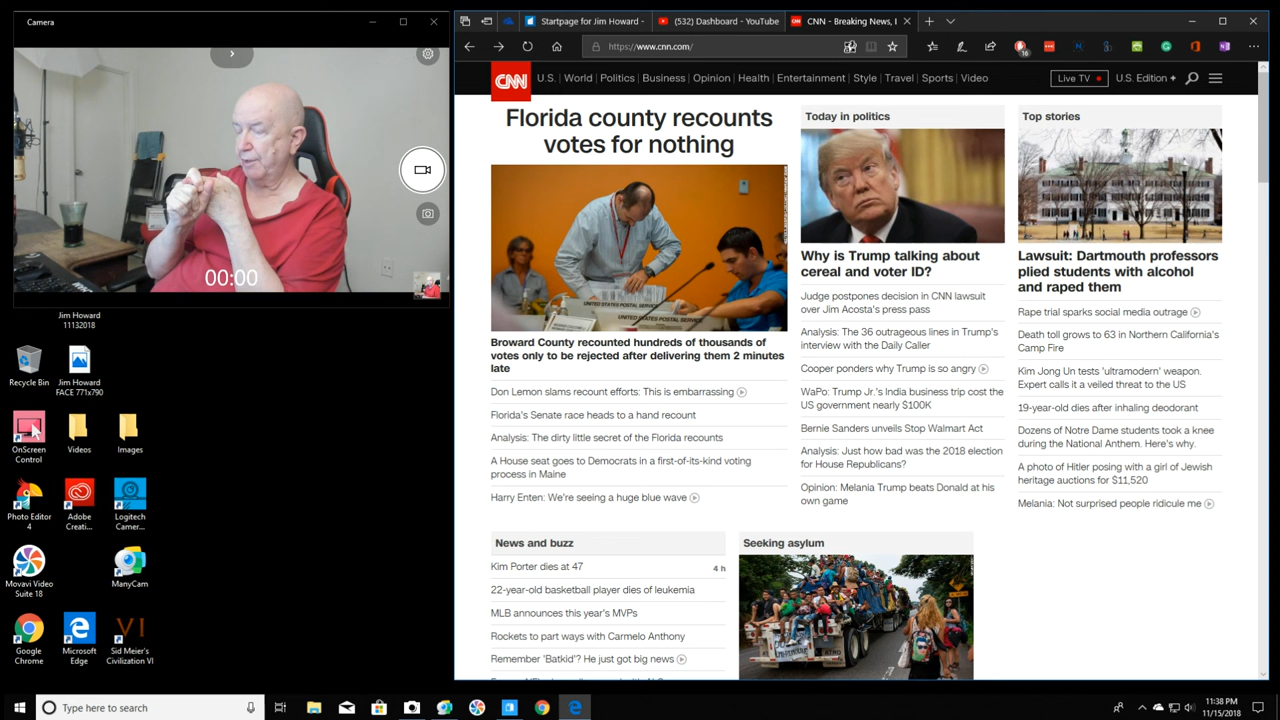 Camera
00:00
Jim Howard
11132018
Recycle Bin
Jim Howard
FACE 771x790
OnScreen
Control
Videos
Images
Photo Editor
4
Adobe
Creati...
Logitech
Camer...
Movavi Video
Suite 18
ManyCam
Google
Chrome
Microsoft
Edge
VI
Sid Meier's
Civilization VI
Startpage for Jim Howard -
(532) Dashboard - YouTube
CNN - Breaking News, I
https://www.cnn.com/
16
CNN
U.S.
World
Politics
Business
Opinion
Health
Entertainment
Style
Travel
Sports
Video
Live TV
U.S. Edition +
Florida county recounts
votes for nothing
UNITED STATES POSTAL SERVICE
UNITED STATES POSTAL SERVICE
Broward County recounted hundreds of thousands of
votes only to be rejected after delivering them 2 minutes
late
Don Lemon slams recount efforts: This is embarrassing
Florida's Senate race heads to a hand recount
Analysis: The dirty little secret of the Florida recounts
A House seat goes to Democrats in a first-of-its-kind voting
process in Maine
Harry Enten: We're seeing a huge blue wave
Today in politics
Why is Trump talking about
cereal and voter ID?
Judge postpones decision in CNN lawsuit
over Jim Acosta's press pass
Analysis: The 36 outrageous lines in Trump's
interview with the Daily Caller
Cooper ponders why Trump is so angry
WaPo: Trump Jr.'s India business trip cost the
US government nearly $100K
Bernie Sanders unveils Stop Walmart Act
Analysis: Just how bad was the 2018 election
for House Republicans?
Opinion: Melania Trump beats Donald at his
own game
Top stories
Lawsuit: Dartmouth professors
plied students with alcohol
and raped them
Rape trial sparks social media outrage
Death toll grows to 63 in Northern California's
Camp Fire
Kim Jong Un tests 'ultramodern' weapon.
Expert calls it a veiled threat to the US
19-year-old dies after inhaling deodorant
Dozens of Notre Dame students took a knee
during the National Anthem. Here's why.
A photo of Hitler posing with a girl of Jewish
heritage auctions for $11,520
Melania: Not surprised people ridicule me
News and buzz
Kim Porter dies at 47
4 h
22-year-old basketball player dies of leukemia
MLB announces this year's MVPs
Rockets to part ways with Carmelo Anthony
Remember 'Batkid'? He just got big news
Seeking asylum
Type here to search
11:38 PM
11/15/2018